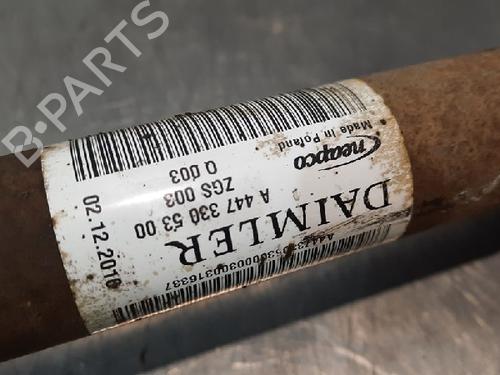 B-PARTS
neapco
Made in Poland
DAIMLER
A 447 330 53 00
ZGS 003
Q 003
02.12.2016